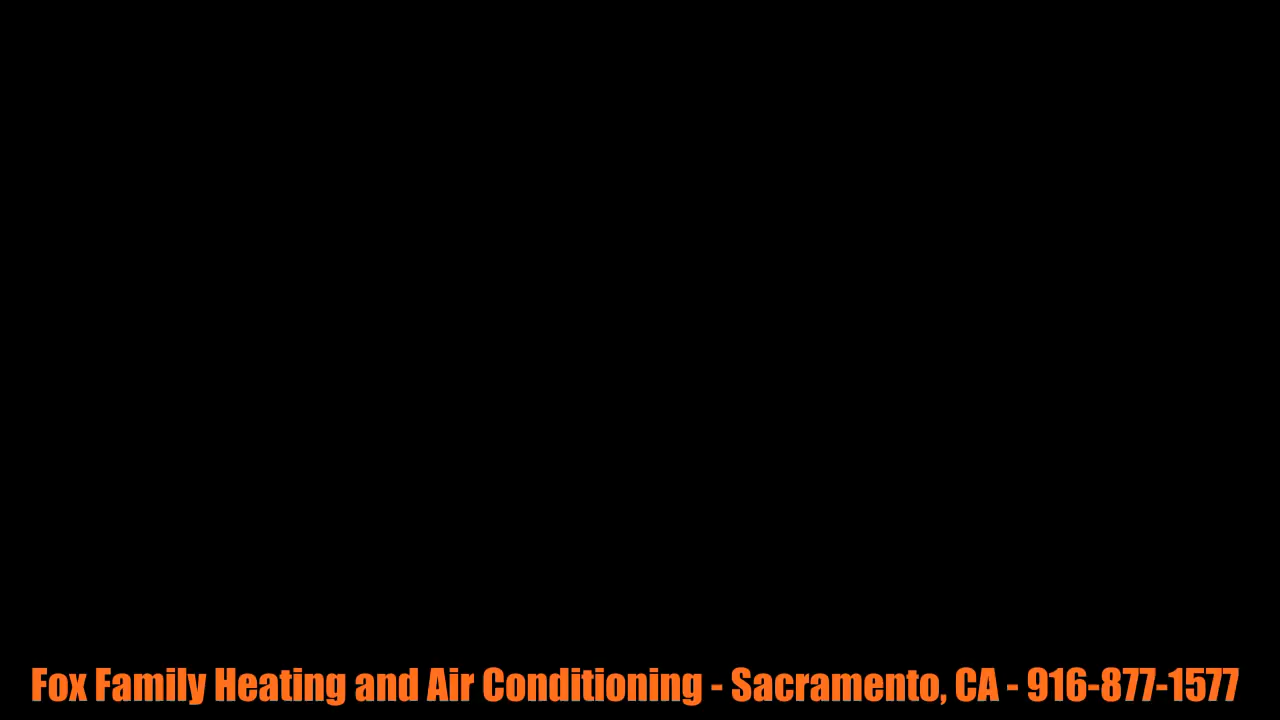 Fox Family Heating and Air Conditioning - Sacramento, CA - 916-877-1577